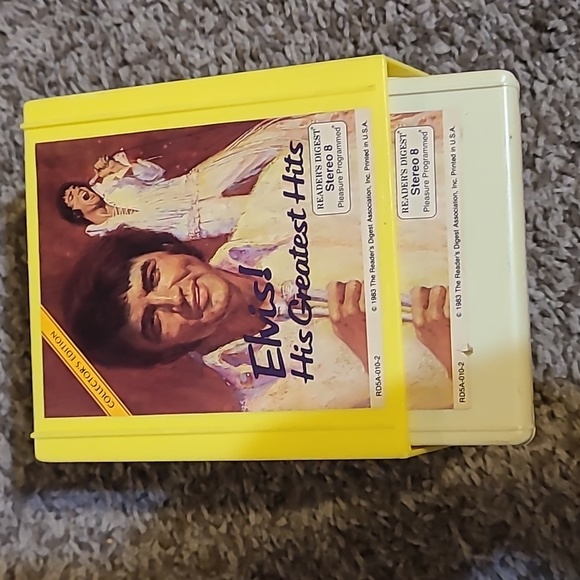 READER'S DIGEST
Stereo 8
Pleasure Programmed
Elvis!
His Greatest Hits
COLLECTOR'S EDITION
RD5A-010-2
© 1983 The Reader's Digest Association, Inc. Printed in U.S.A.
READER'S DIGEST
Stereo 8
Pleasure Programmed
RD5A-010-2
© 1983 The Reader's Digest Association, Inc. Printed in U.S.A.